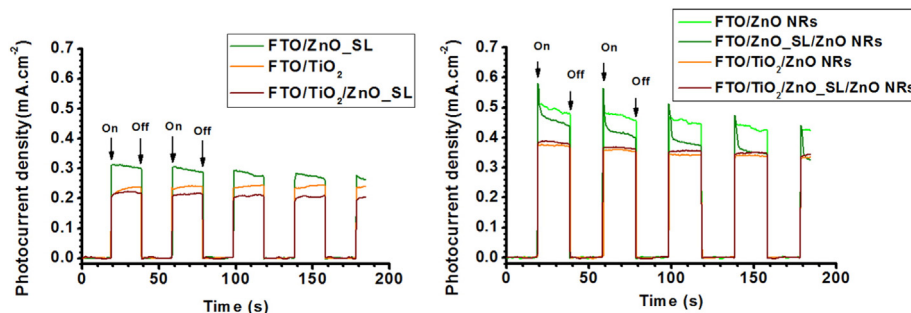 FTO/ZnO_SL
FTO/TiO2
FTO/TiO2/ZnO_SL
On
Off
On
Off
Photocurrent density(mA.cm-2)
0.7
0.6
0.5
0.4
0.3
0.2
0.1
0.0
0
50
100
150
200
Time (s)
FTO/ZnO NRs
FTO/ZnO_SL/ZnO NRs
FTO/TiO2/ZnO NRs
FTO/TiO2/ZnO_SL/ZnO NRs
On
Off
On
Off
Photocurrent density(mA.cm-2)
0.7
0.6
0.5
0.4
0.3
0.2
0.1
0.0
0
50
100
150
200
Time (s)